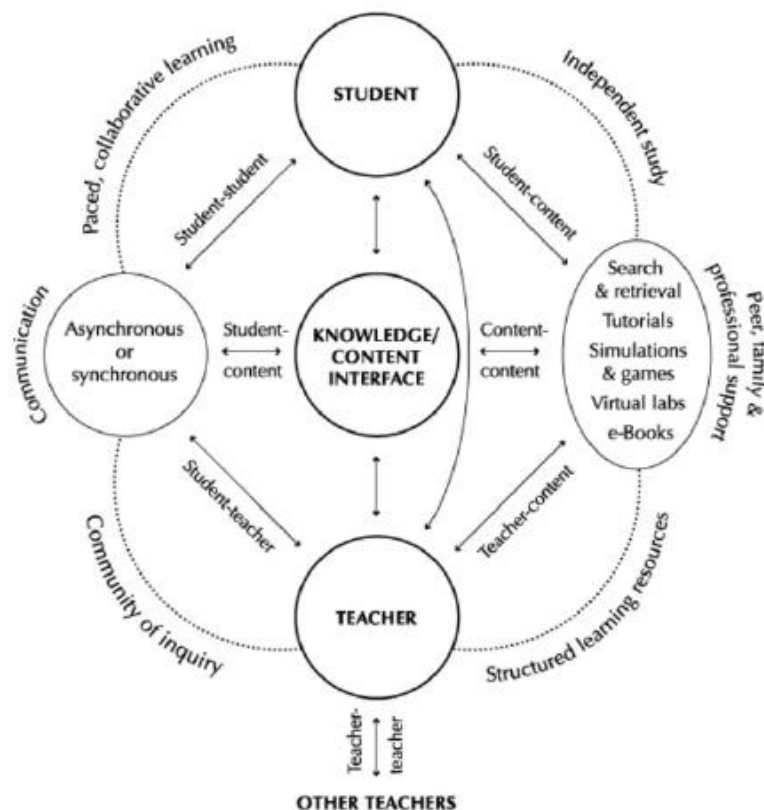 Paced, collaborative learning
STUDENT
Independent study
Student-student
Student-content
Communication
Asynchronous
or
synchronous
Student-
content
KNOWLEDGE/
CONTENT
INTERFACE
Content-
content
Search
& retrieval
Tutorials
Simulations
& games
Virtual labs
e-Books
Peer, family &
professional support
Student-teacher
Teacher-content
Community of inquiry
TEACHER
Structured learning resources
Teacher-
teacher
OTHER TEACHERS